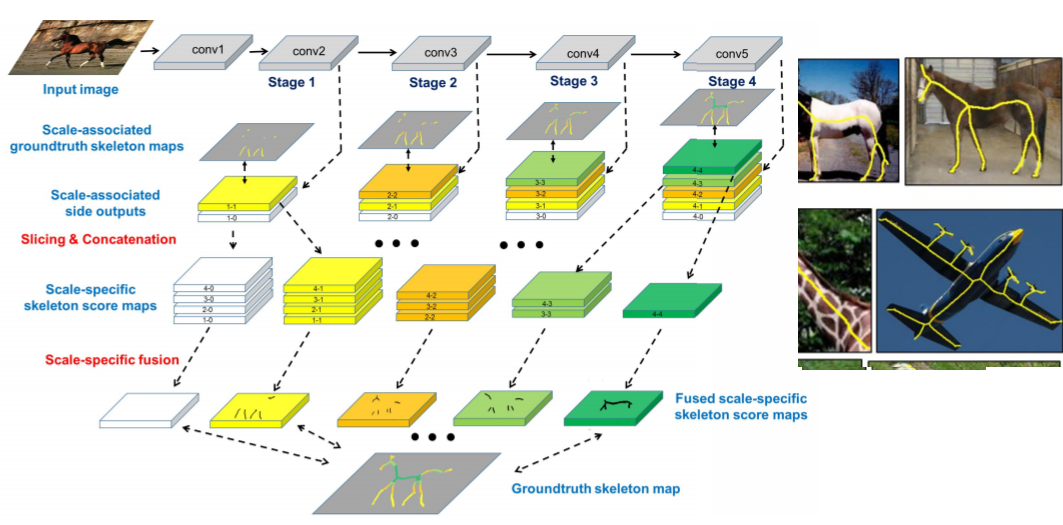 conv1
conv2
conv3
conv4
conv5
Input image
Stage 1
Stage 2
Stage 3
Stage 4
Scale-associated
groundtruth skeleton maps
Scale-associated
side outputs
1-1
1-0
2-2
2-1
2-0
3-3
3-2
3-1
3-0
4-4
4-3
4-2
4-1
4-0
Slicing & Concatenation
Scale-specific
skeleton score maps
4-0
3-0
2-0
1-0
4-1
3-1
2-1
1-1
4-2
3-2
2-2
4-3
3-3
4-4
Scale-specific fusion
Fused scale-specific
skeleton score maps
Groundtruth skeleton map